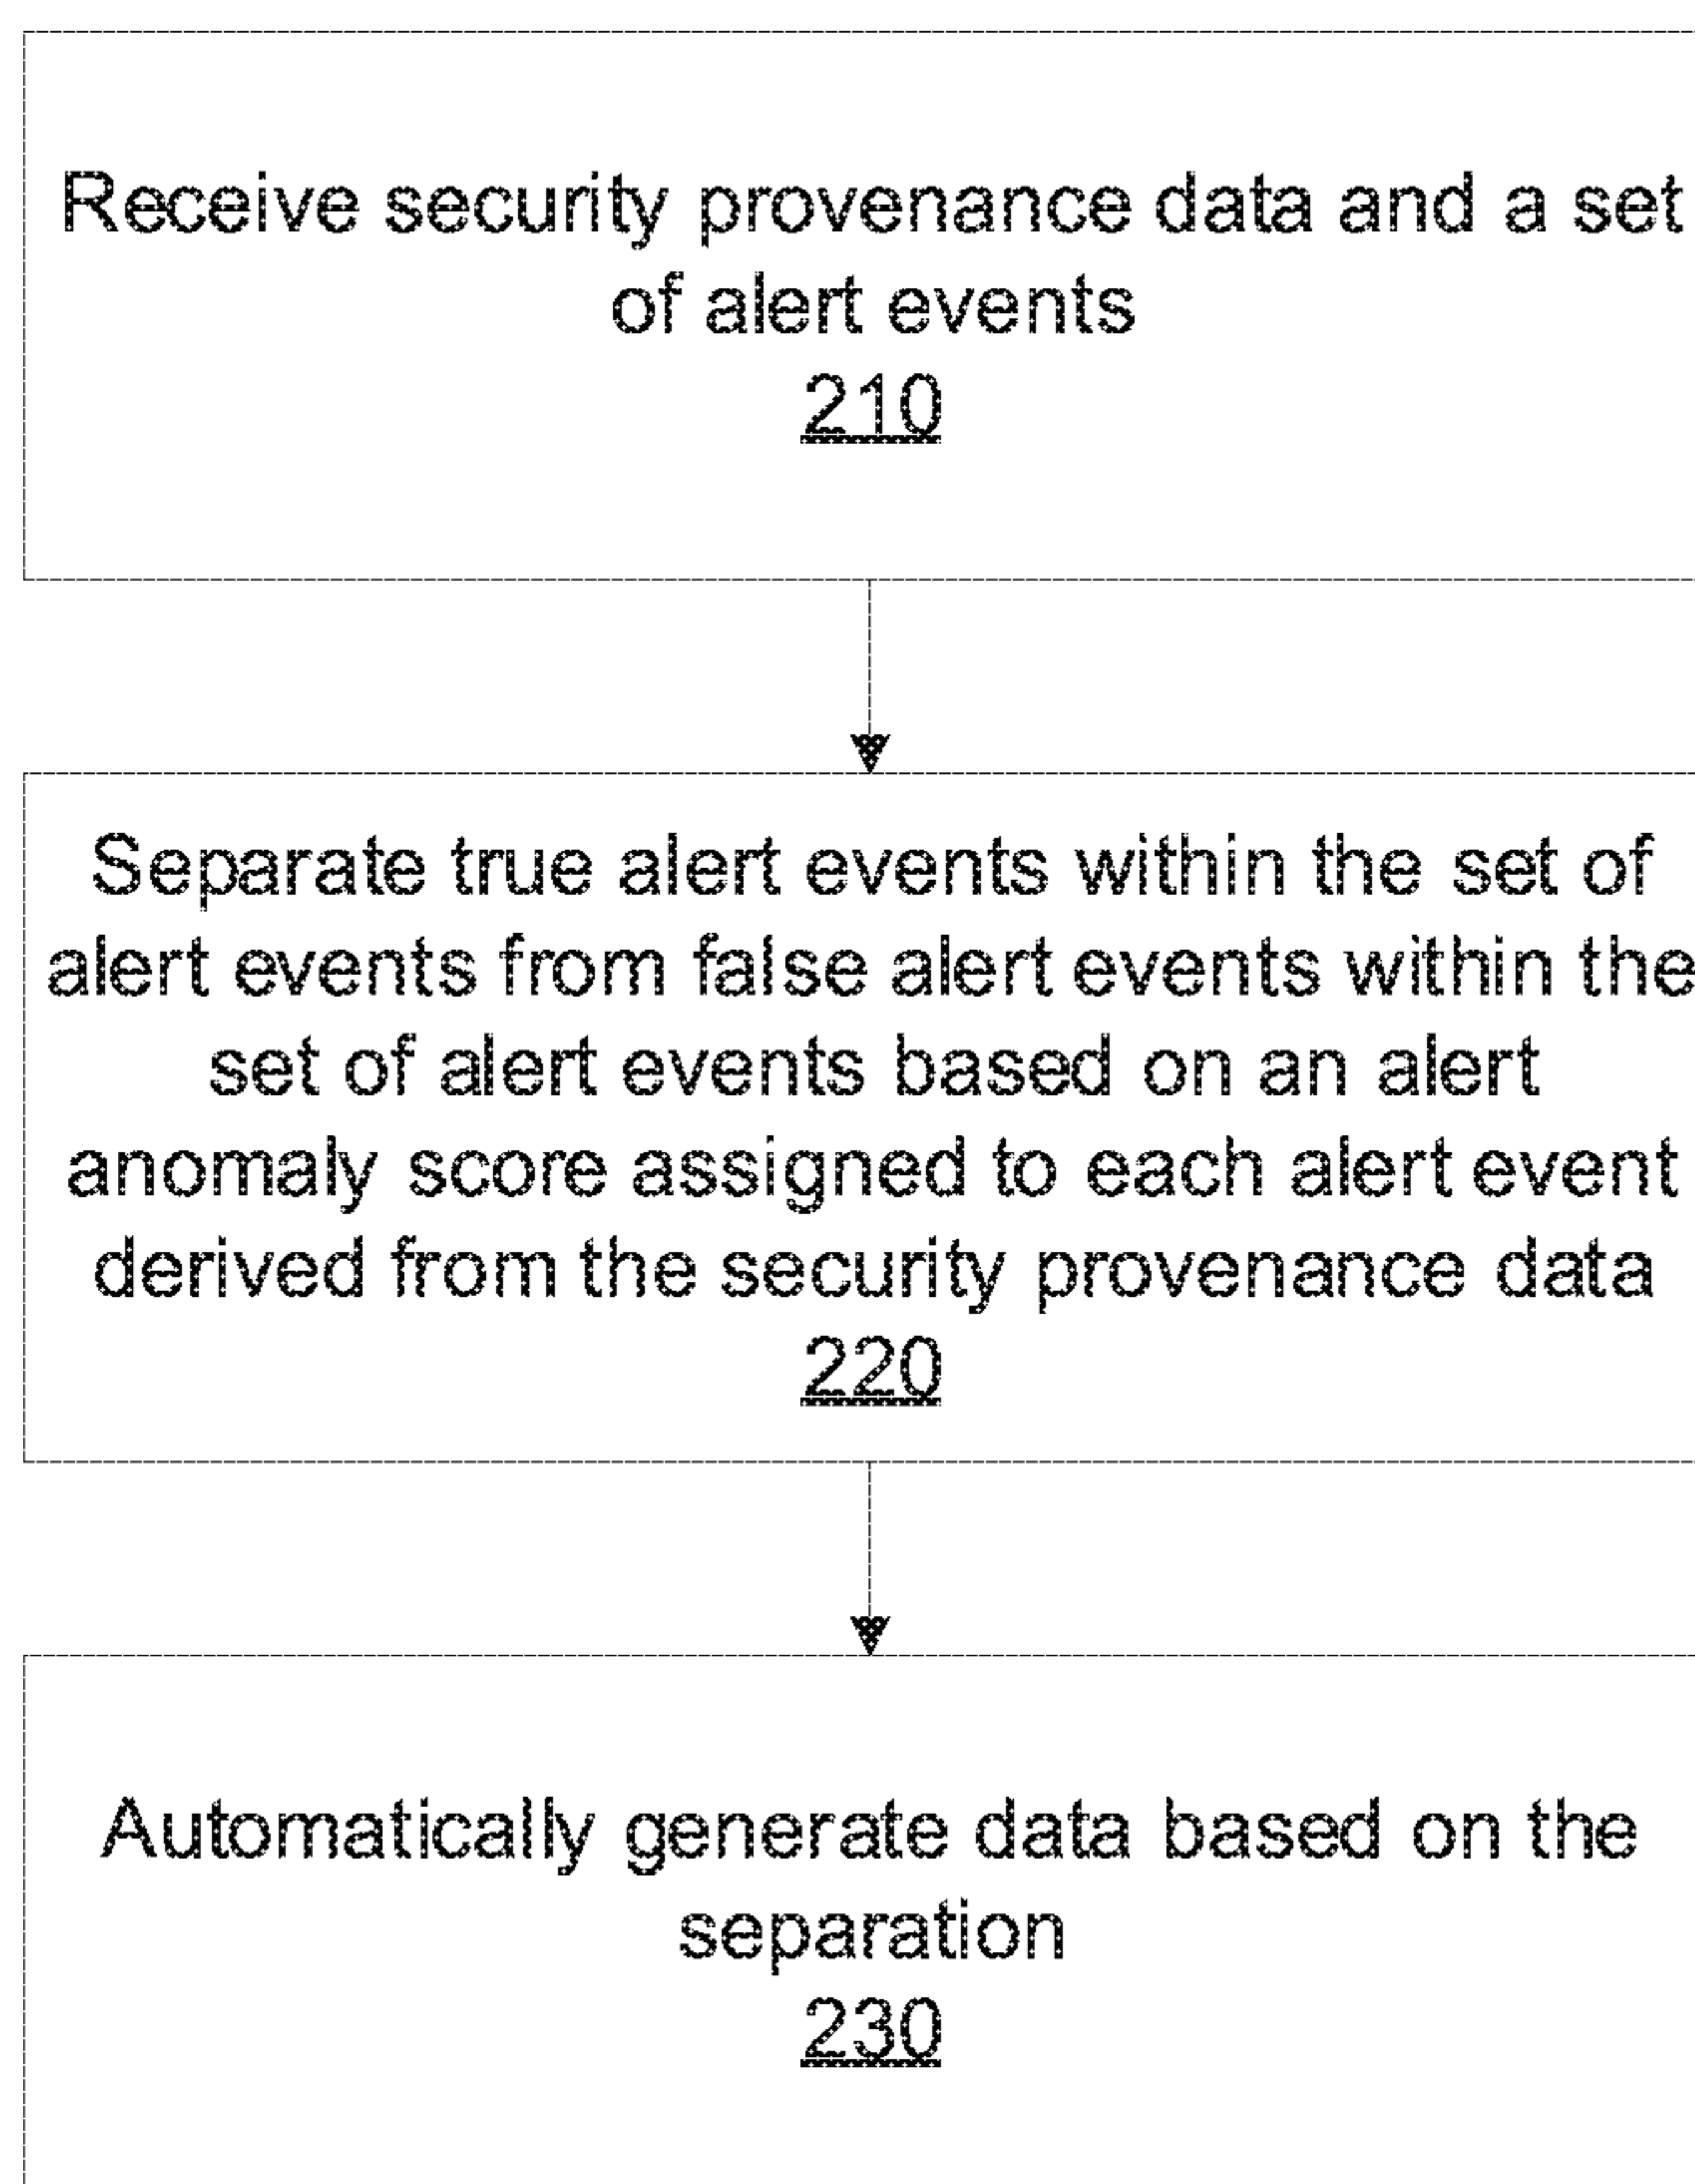 Receive security provenance data and a set
of alert events
210
Separate true alert events within the set of
alert events from false alert events within the
set of alert events based on an alert
anomaly score assigned to each alert event
derived from the security provenance data
220
Automatically generate data based on the
separation
230